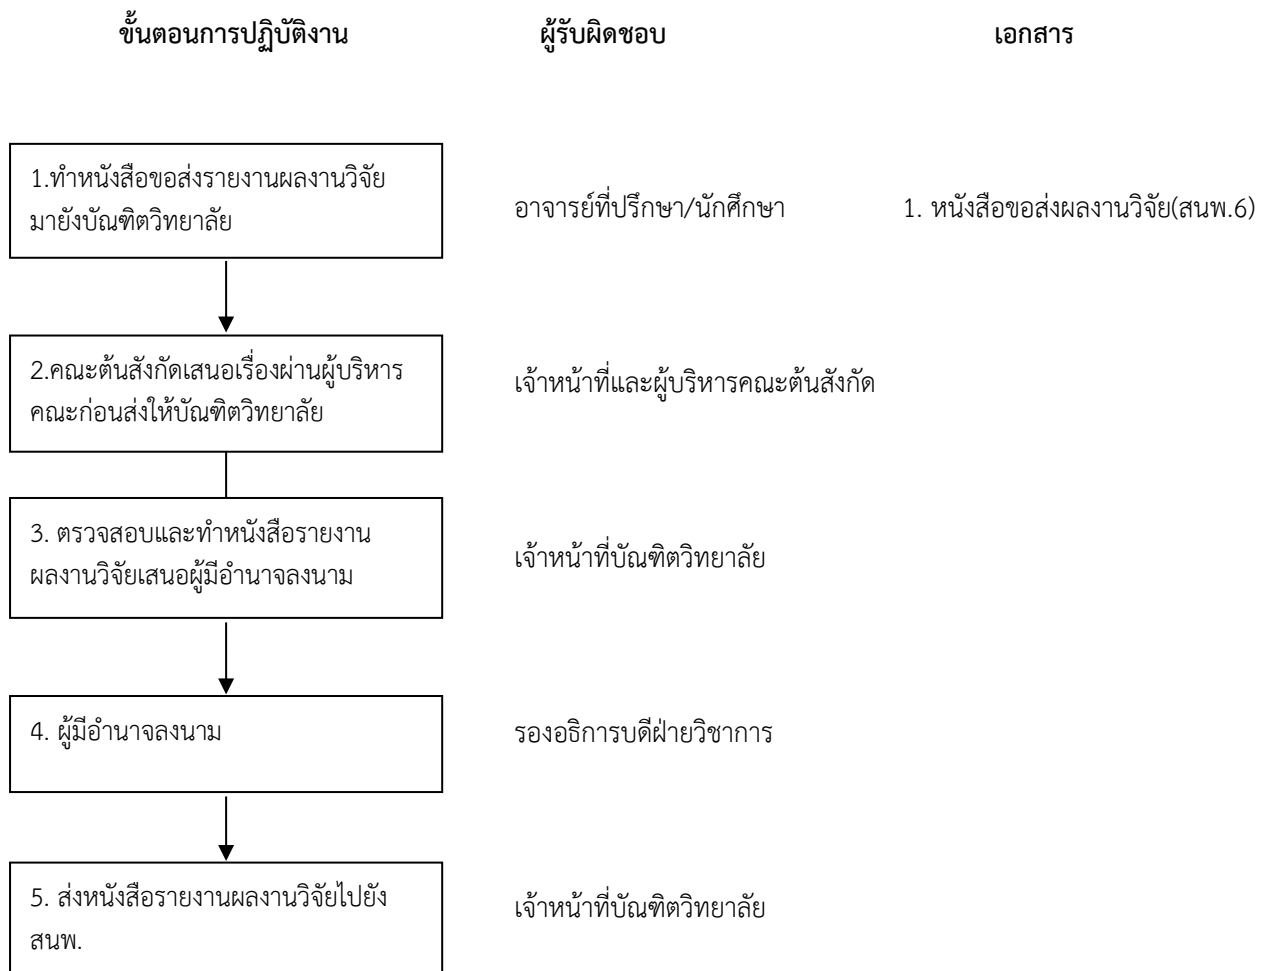 ขั้นตอนการปฏิบัติงาน ผู้รับผิดชอบ เอกสาร
1.ทำหนังสือขอส่งรายงานผลงานวิจัย
มายังบัณฑิตวิทยาลัย
อาจารย์ที่ปรึกษา/นักศึกษา 1. หนังสือขอส่งผลงานวิจัย(สนพ.6)
2.คณะต้นสังกัดเสนอเรื่องผ่านผู้บริหาร
คณะก่อนส่งให้บัณฑิตวิทยาลัย
เจ้าหน้าที่และผู้บริหารคณะต้นสังกัด
3. ตรวจสอบและทำหนังสือรายงาน
ผลงานวิจัยเสนอผู้มีอำนาจลงนาม
เจ้าหน้าที่บัณฑิตวิทยาลัย
4. ผู้มีอำนาจลงนาม
รองอธิการบดีฝ่ายวิชาการ
5. ส่งหนังสือรายงานผลงานวิจัยไปยัง
สนพ.
เจ้าหน้าที่บัณฑิตวิทยาลัย